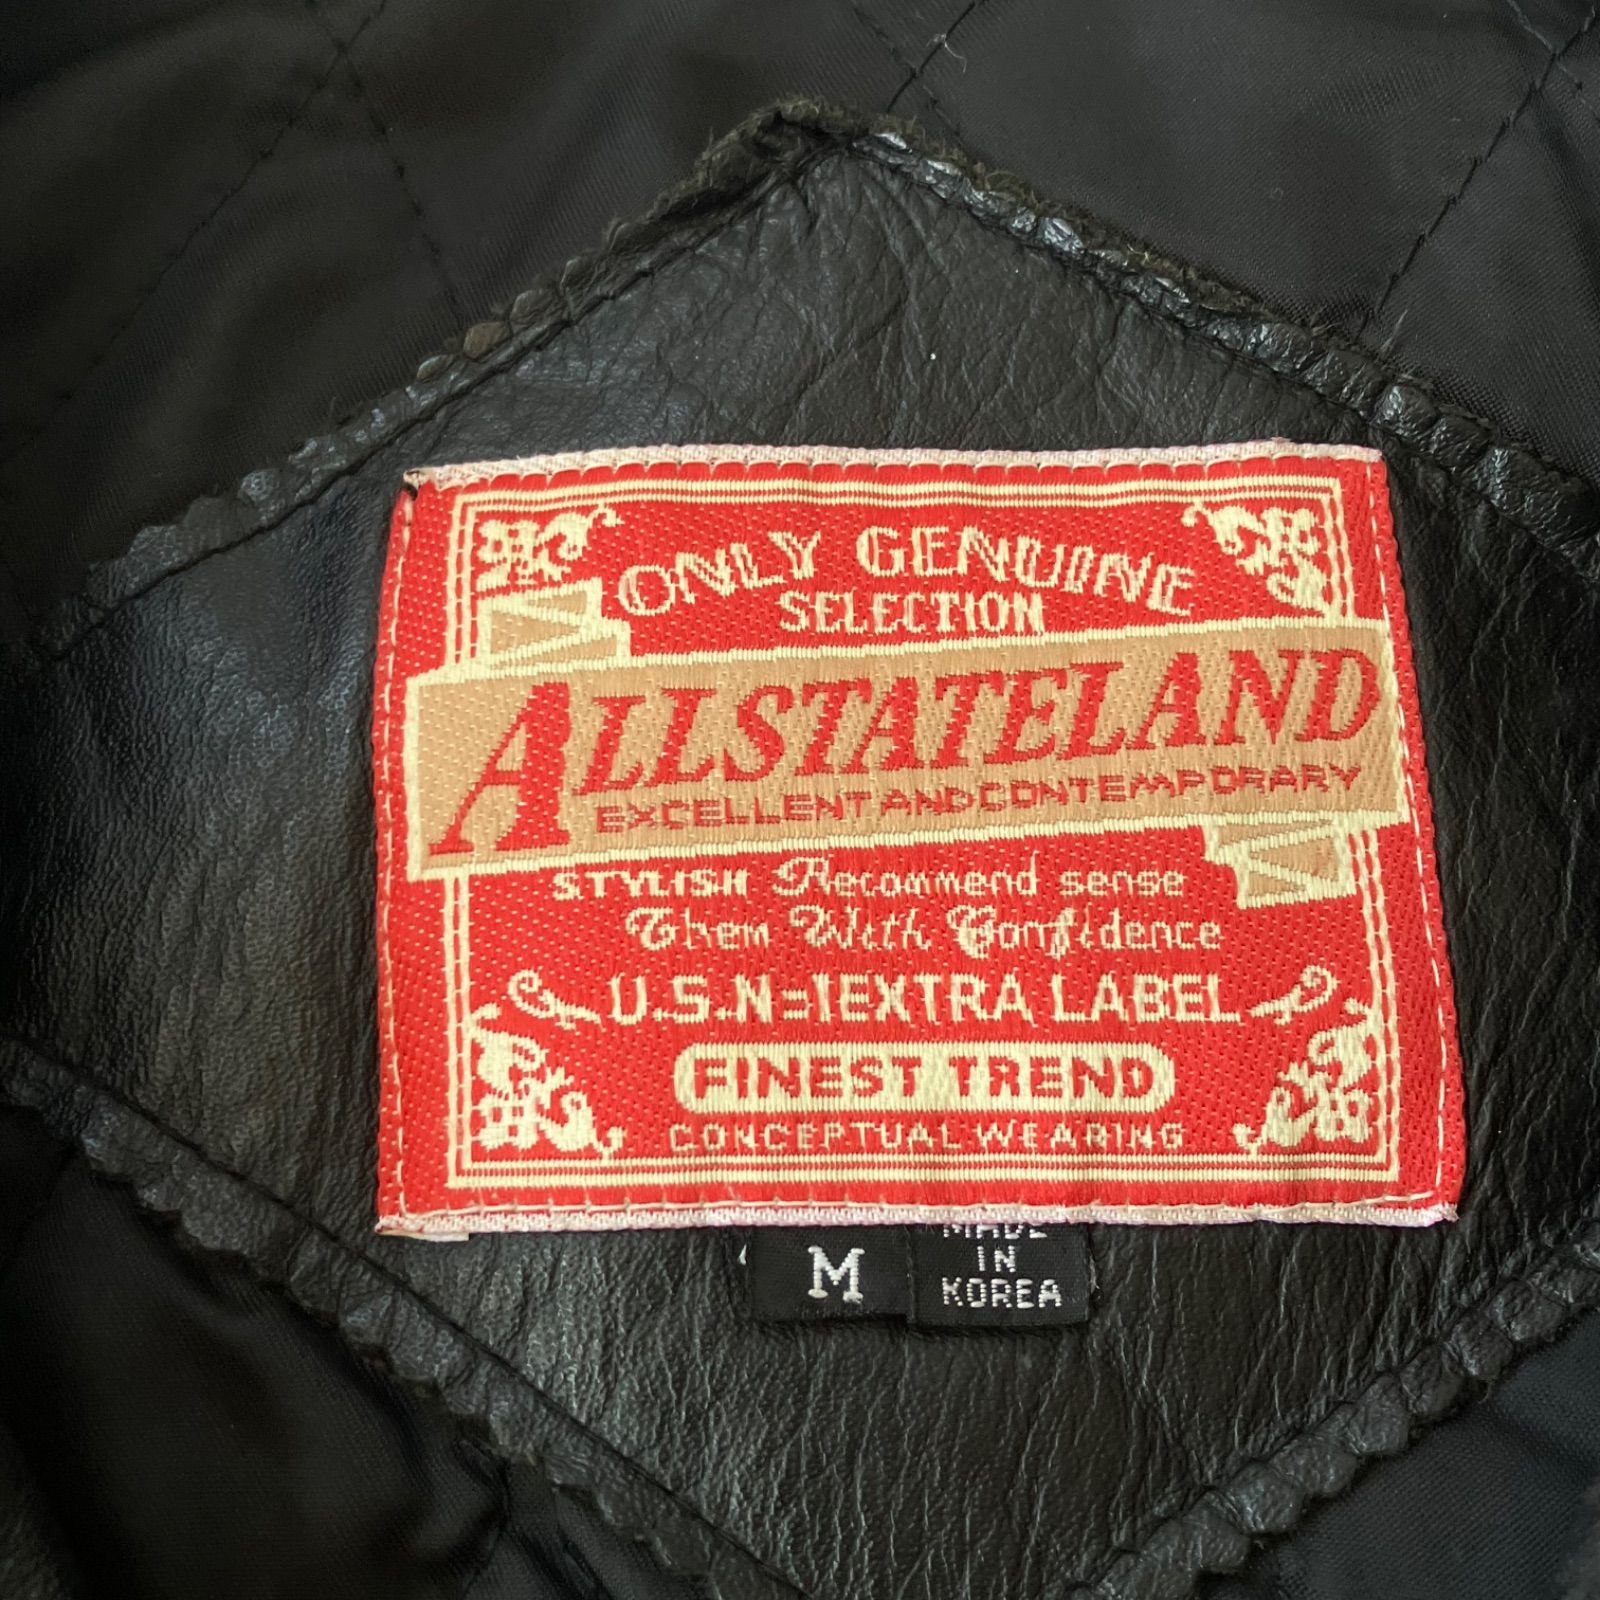 ONLY GENUINE
SELECTION
ALLSTATELAND
EXCELLENT AND CONTEMPORARY
STYLISH Recommend sense
Them With Confidence
U.S.N=1EXTRA LABEL
FINEST TREND
CONCEPTUAL WEARING
M
MADE
IN
KOREA